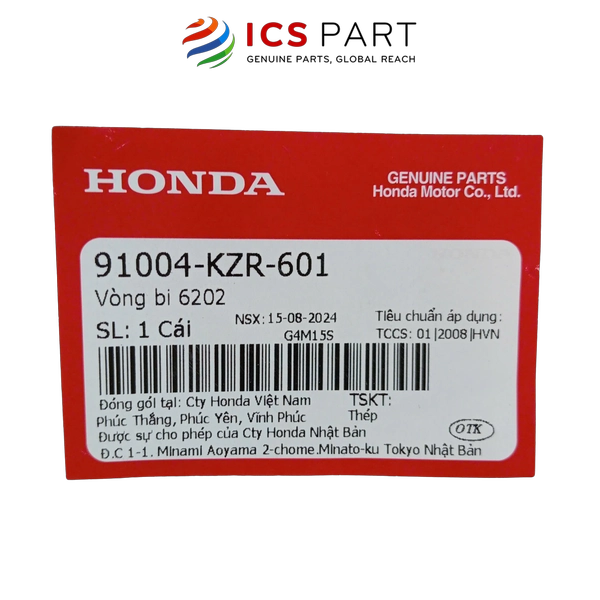 ICS PART
GENUINE PARTS, GLOBAL REACH
HONDA
GENUINE PARTS
Honda Motor Co., Ltd.
91004-KZR-601
Vòng bi 6202
SL: 1 Cái
NSX: 15-08-2024
G4M15S
Tiêu chuẩn áp dụng:
TCCS: 01|2008|HVN
Đóng gói tại: Cty Honda Việt Nam
Phúc Thắng, Phúc Yên, Vĩnh Phúc
TSKT:
Thép
Được sự cho phép của Cty Honda Nhật Bản
Đ.C 1-1. Minami Aoyama 2-chome.Minato-ku Tokyo Nhật Bản
OTK